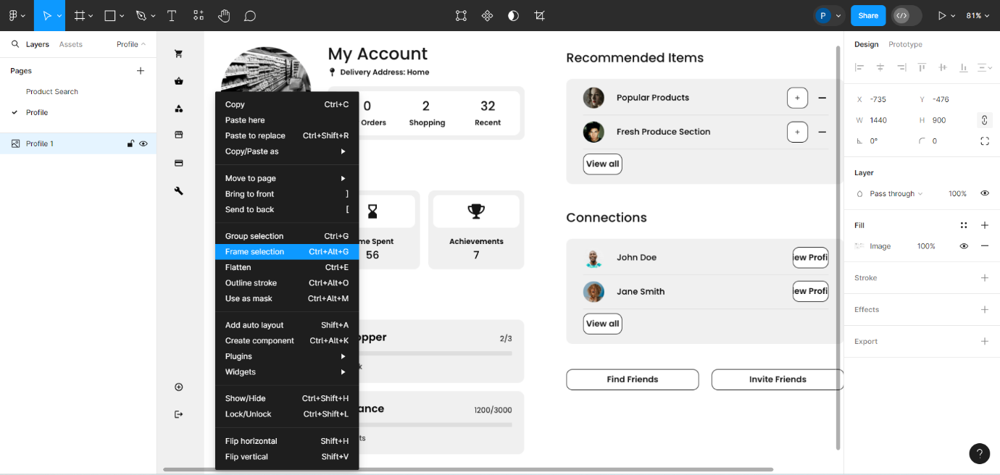 P
Share
81%
Layers
Assets
Profile
Pages
Product Search
Profile
Profile 1
My Account
Delivery Address: Home
0
2
32
Orders
Shopping
Recent
Copy Ctrl+C
Paste here
Paste to replace Ctrl+Shift+R
Copy/Paste as
Move to page
Bring to front ]
Send to back [
Group selection Ctrl+G
Frame selection Ctrl+Alt+G
Flatten Ctrl+E
Outline stroke Ctrl+Alt+O
Use as mask Ctrl+Alt+M
Add auto layout Shift+A
Create component Ctrl+Alt+K
Plugins
Widgets
Show/Hide Ctrl+Shift+H
Lock/Unlock Ctrl+Shift+L
Flip horizontal Shift+H
Flip vertical Shift+V
me Spent
56
Achievements
7
opper
2/3
k
ance
1200/3000
ts
Recommended Items
Popular Products
+
Fresh Produce Section
+
View all
Connections
John Doe
ew Profi
Jane Smith
ew Profi
View all
Find Friends
Invite Friends
Design
Prototype
X -735 Y -476
W 1440 H 900
0° 0
Layer
Pass through 100%
Fill
Image 100%
Stroke
Effects
Export
?